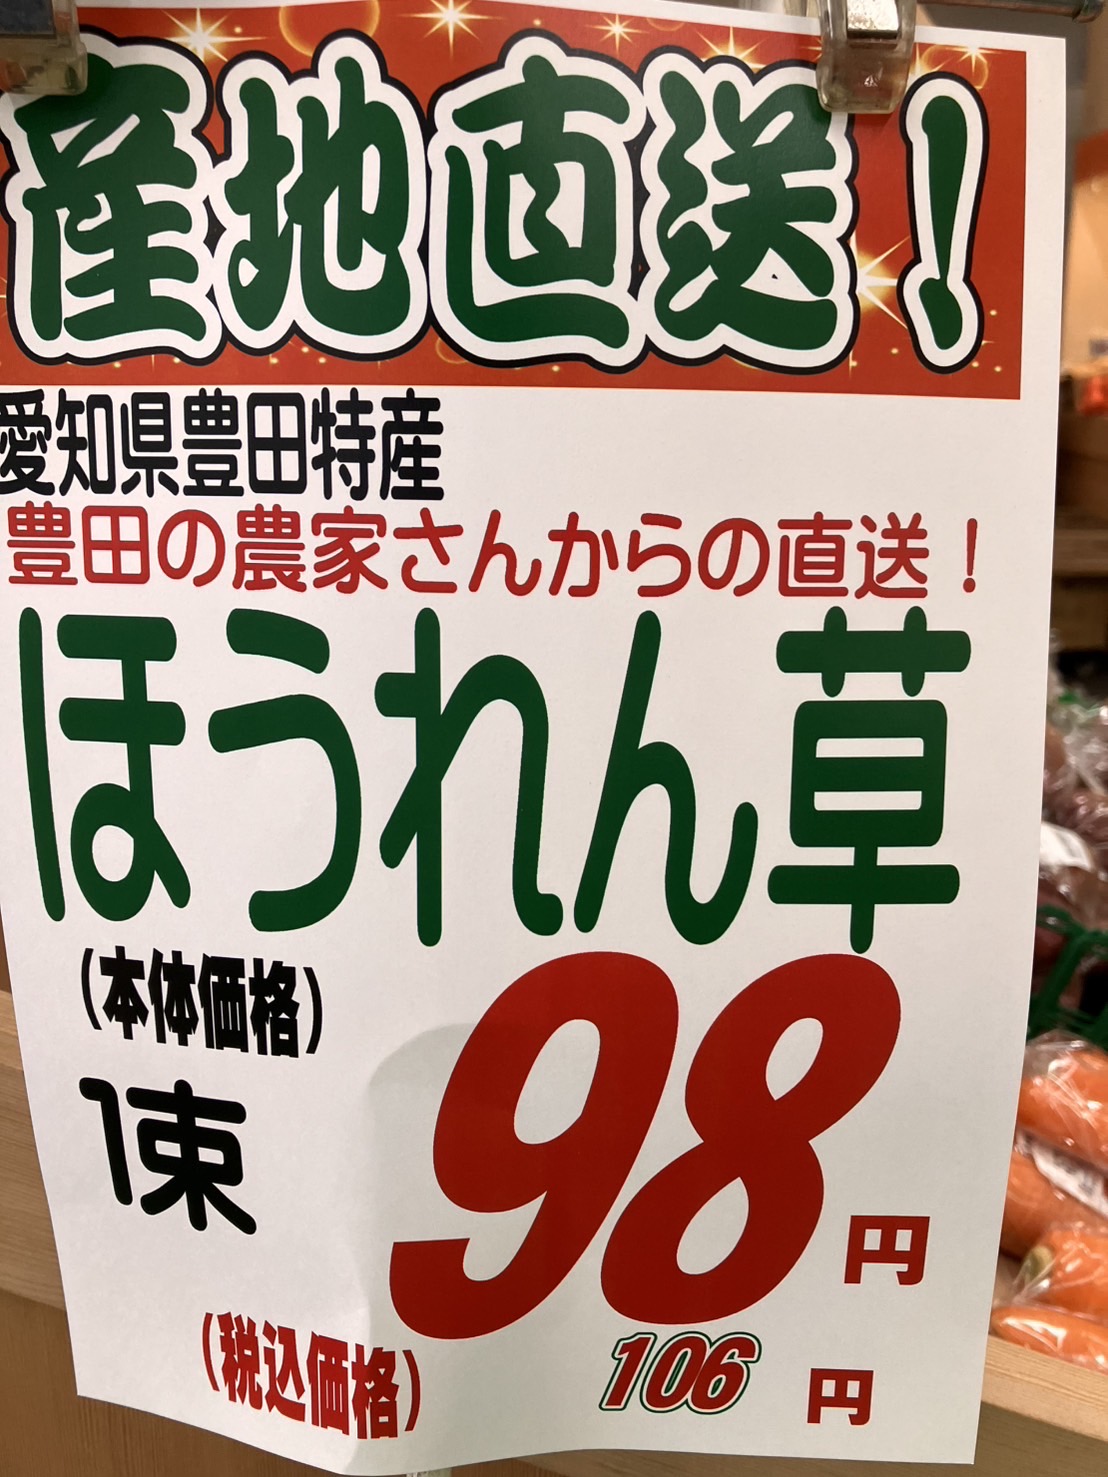 産地直送！
愛知県豊田特産
豊田の農家さんからの直送！
ほうれん草
(本体価格)
1束
98円
(税込価格)
106円